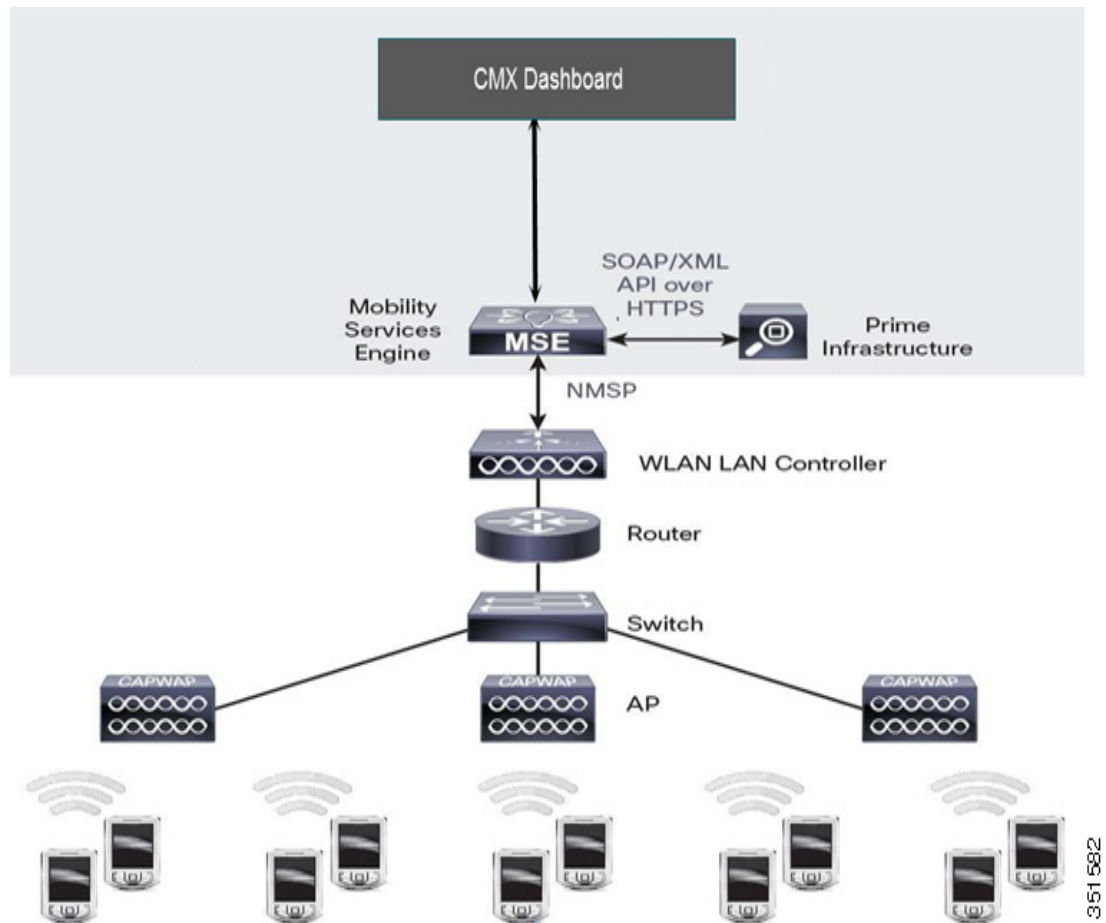 CMX Dashboard
SOAP/XML
API over
HTTPS
Mobility
Services
Engine
MSE
Prime
Infrastructure
NMSP
WLAN LAN Controller
Router
Switch
CAPWAP
CAPWAP
AP
CAPWAP
351582